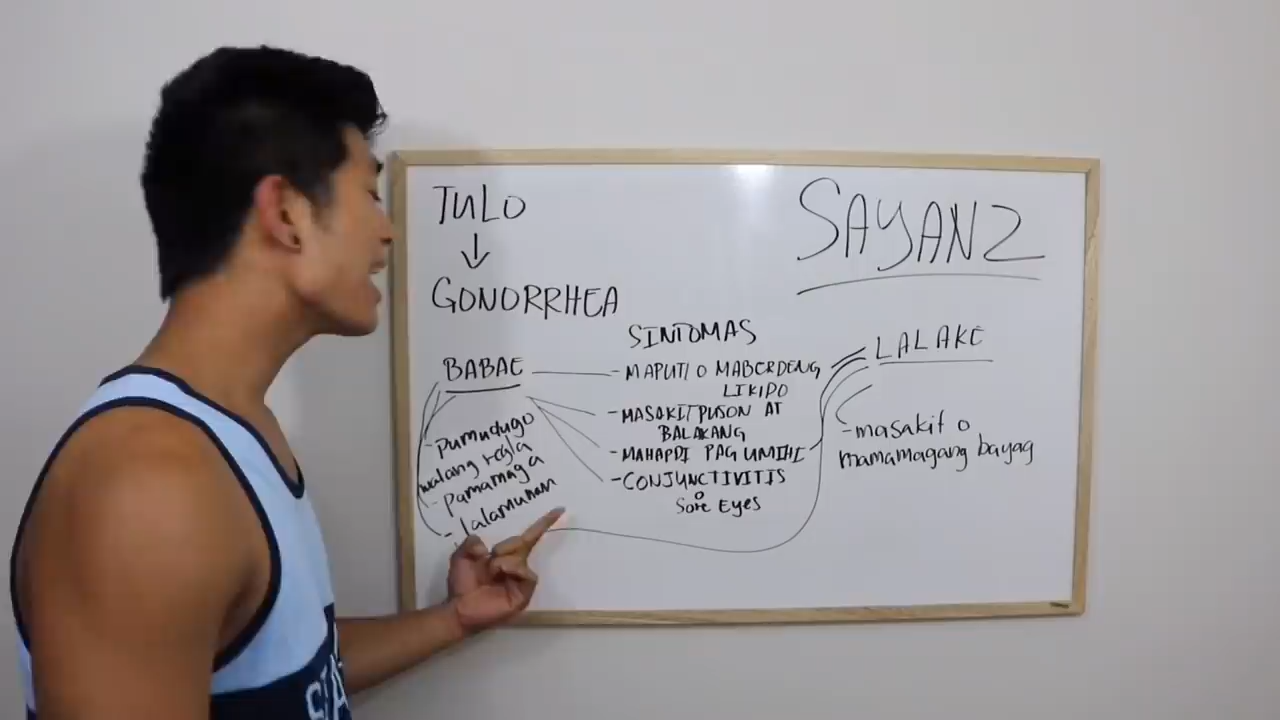 TULO
↓
GONORRHEA
SAYANZ
SINTOMAS
BABAE
- MAPUTI O MABERDENG
LIKIDO
- MASAKIT PUSON AT
BALAKANG
- MAHAPDI PAG UMIHI
- CONJUNCTIVITIS
o
Sore Eyes
- pumudugo
walang regla
- pamamaga
- lalamunan
LALAKE
- masakit o
mamamagang bayag